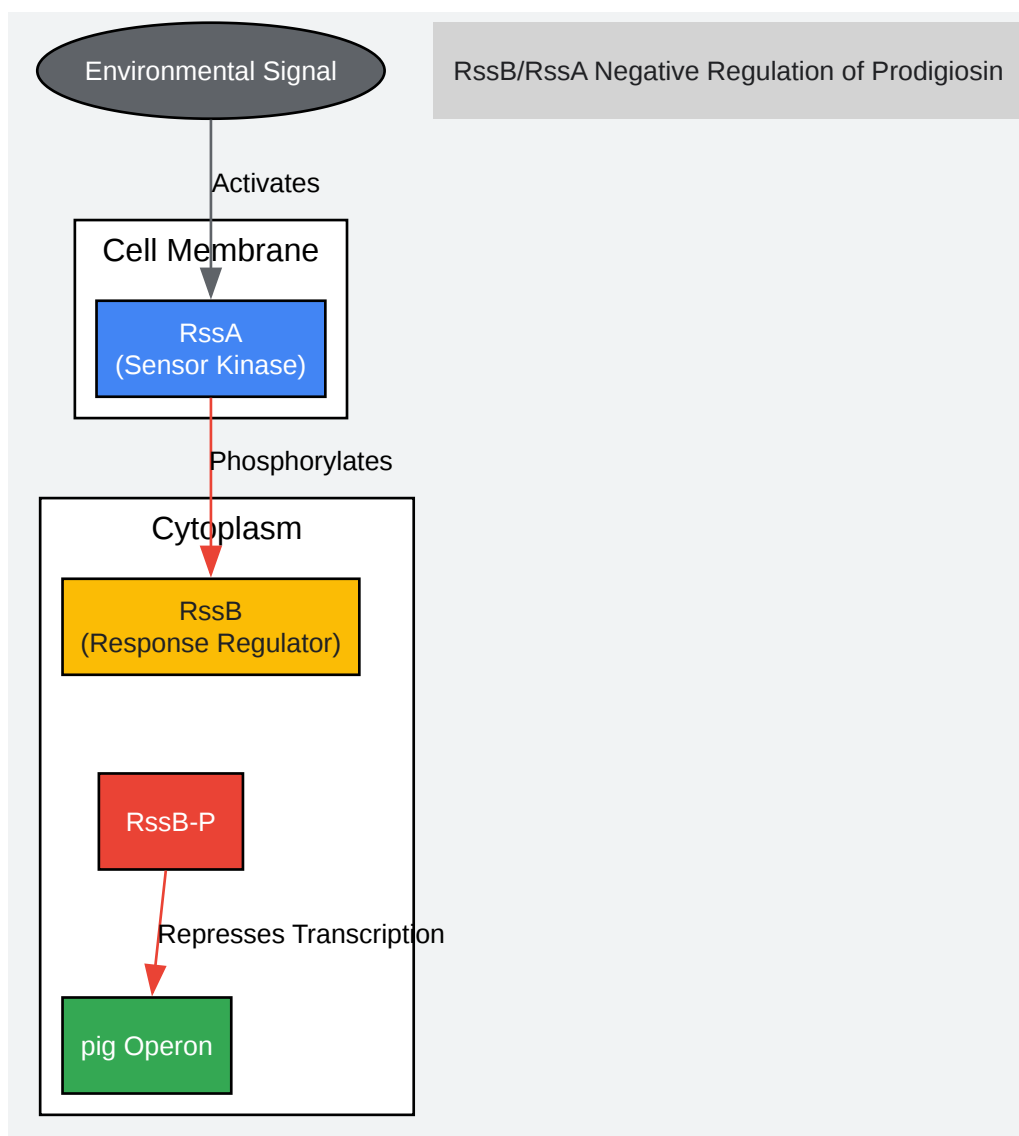 Environmental Signal
RssB/RssA Negative Regulation of Prodigiosin
Activates
Cell Membrane
RssA
(Sensor Kinase)
Phosphorylates
Cytoplasm
RssB
(Response Regulator)
RssB-P
Represses Transcription
pig Operon